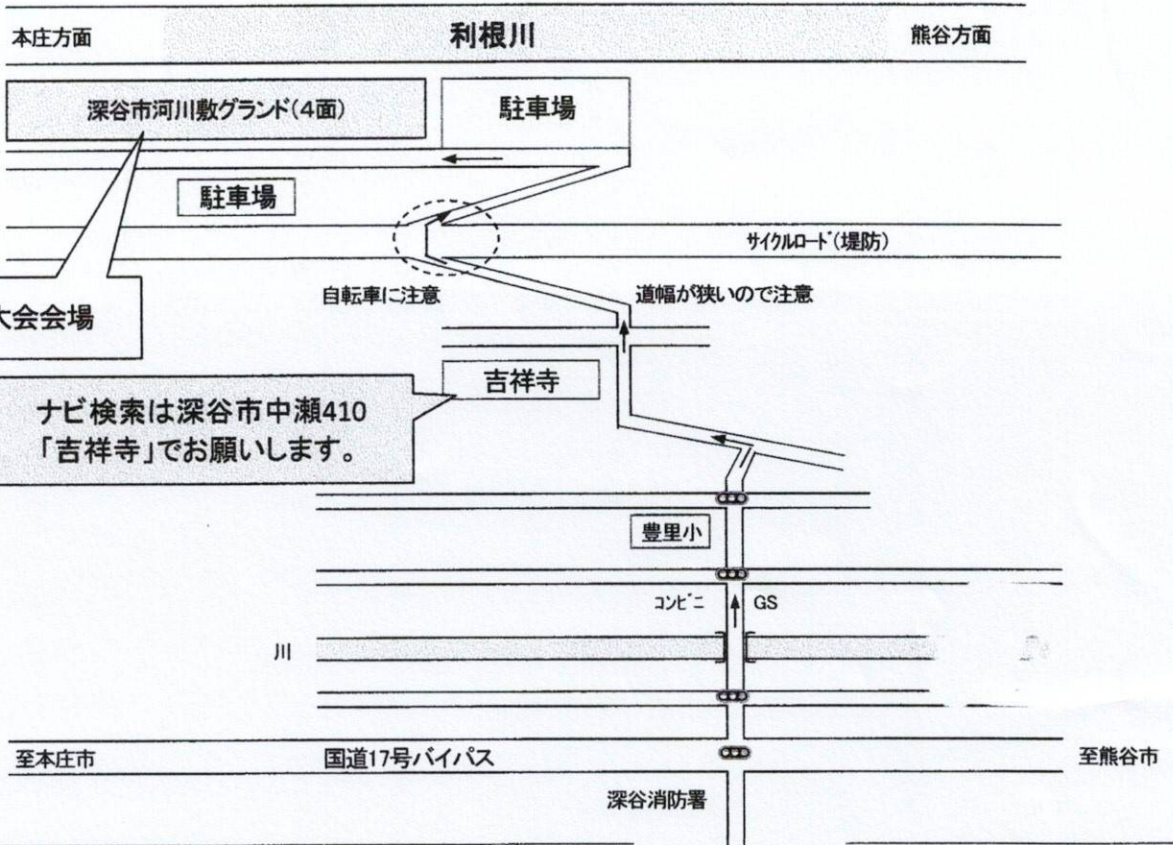 本庄方面
利根川
熊谷方面
深谷市河川敷グランド(4面)
駐車場
駐車場
サイクルロード(堤防)
自転車に注意
道幅が狭いので注意
大会会場
吉祥寺
ナビ検索は深谷市中瀬410
「吉祥寺」でお願いします。
豊里小
コンビニ
GS
川
至本庄市
国道17号バイパス
至熊谷市
深谷消防署